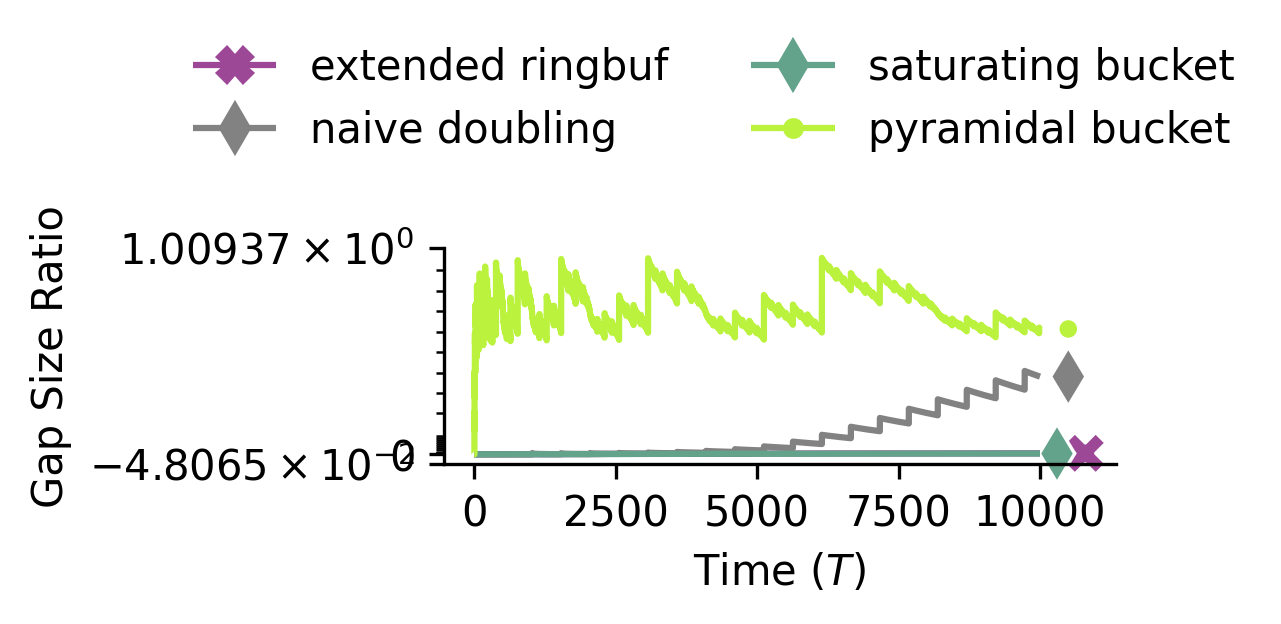 extended ringbuf saturating bucket
naive doubling pyramidal bucket
Gap Size Ratio
1.00937 × 10⁰
0
−4.8065 × 10⁻²
0 2500 5000 7500 10000
Time (T)